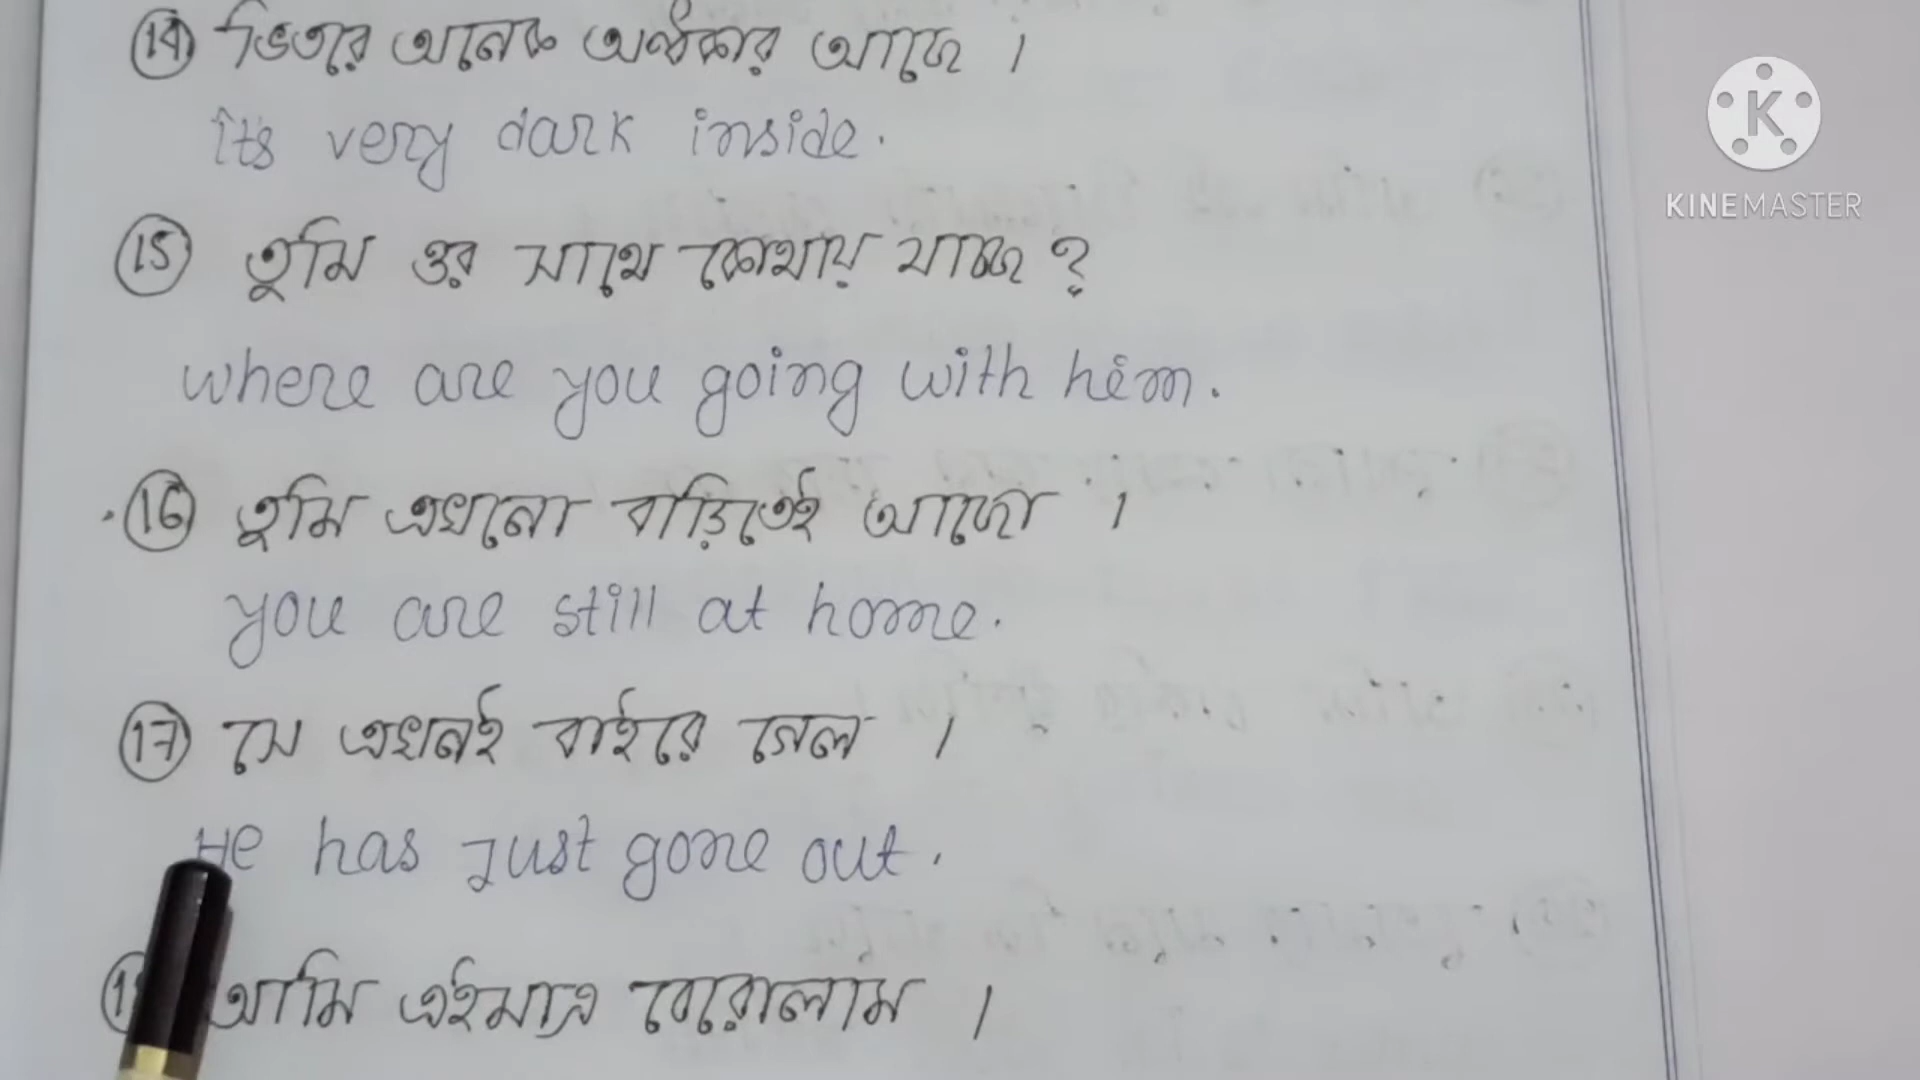 (14) ভিতরে অনেক অন্ধকার আছে ।
it's very dark inside.
(15) তুমি ওর সাথে কোথায় যাচ্ছ ?
where are you going with him.
(16) তুমি এখনো বাড়িতেই আছো ।
you are still at home.
(17) সে এখনই বাইরে গেল ।
He has Just gone out.
আমি এইমাত্র বেরোলাম ।
K
KINEMASTER